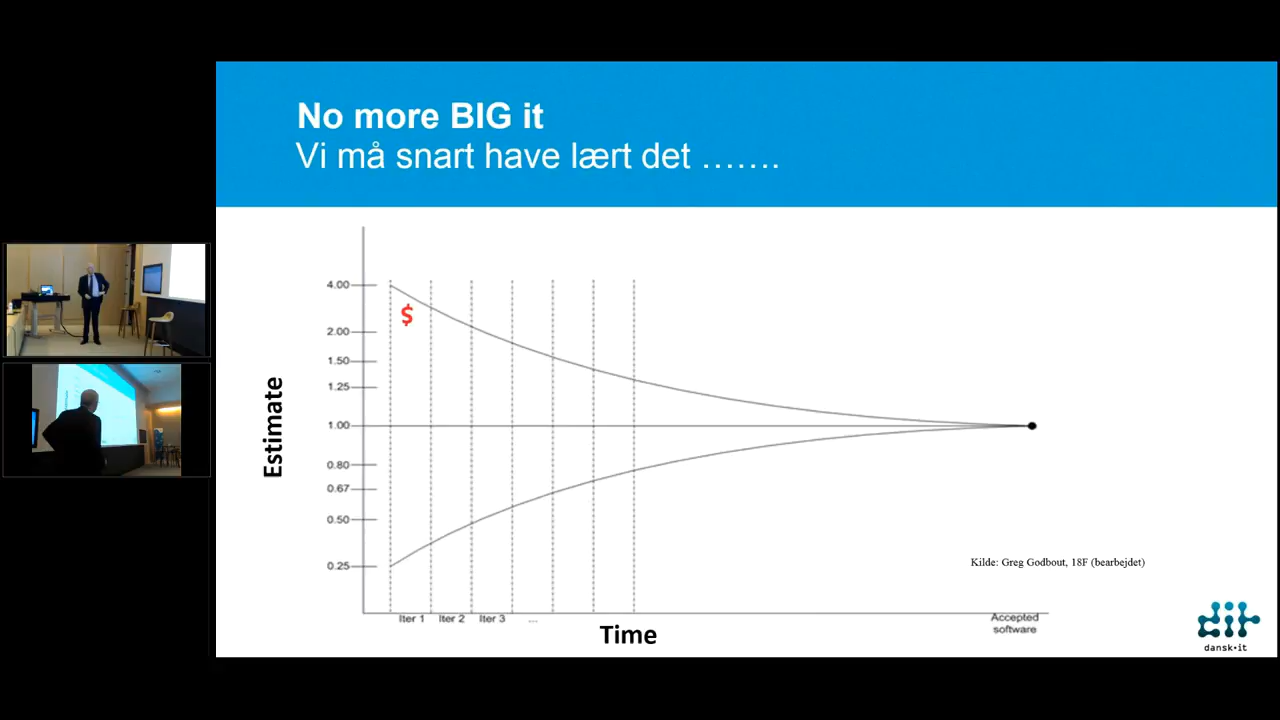 No more BIG it
Vi må snart have lært det …….
4.00
$
2.00
1.50
1.25
Estimate
1.00
0.80
0.67
0.50
0.25
Kilde: Greg Godbout, 18F (bearbejdet)
Iter 1 Iter 2 Iter 3 ...
Accepted
software
Time
dit
dansk•it